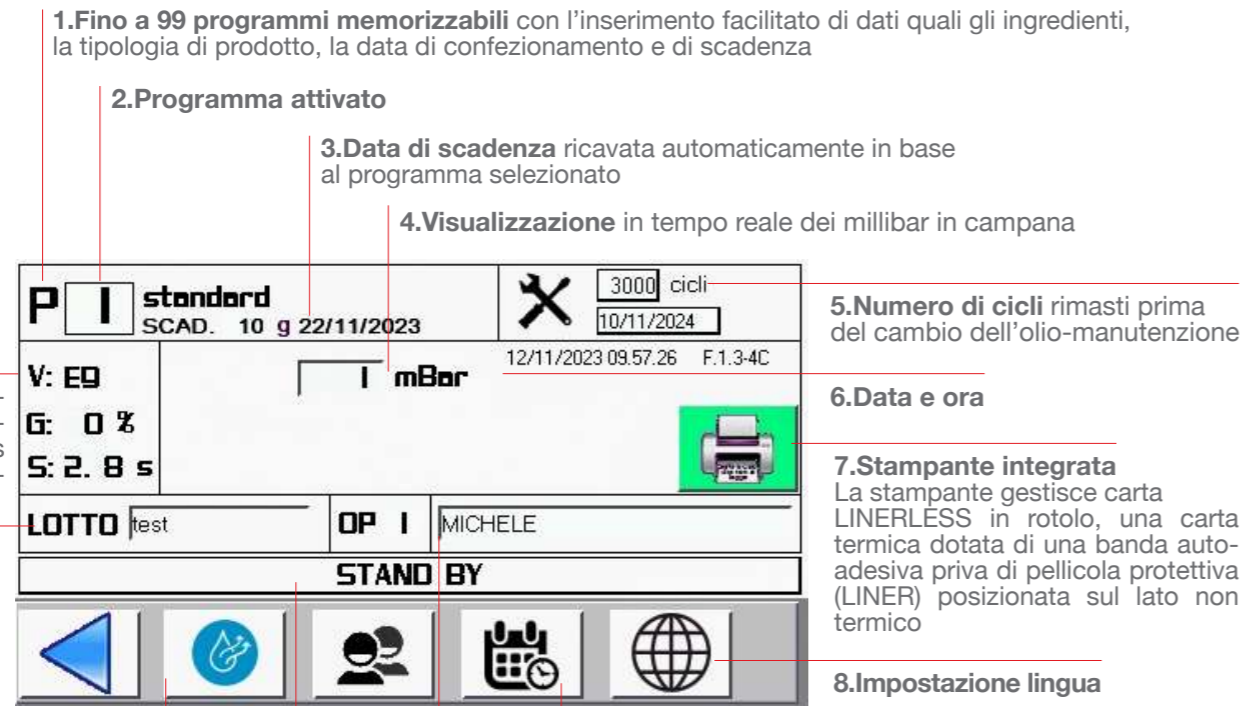 1.Fino a 99 programmi memorizzabili con l'inserimento facilitato di dati quali gli ingredienti,
la tipologia di prodotto, la data di confezionamento e di scadenza
2.Programma attivato
3.Data di scadenza ricavata automaticamente in base
al programma selezionato
4.Visualizzazione in tempo reale dei millibar in campana
P 1 standard
SCAD. 10 g 22/11/2023
3000 cicli
10/11/2024
5.Numero di cicli rimasti prima
del cambio dell'olio-manutenzione
12/11/2023 09.57.26 F.1.3-4C
V: E9
1 mBar
G: 0 %
S: 2.8 s
6.Data e ora
7.Stampante integrata
La stampante gestisce carta
LINERLESS in rotolo, una carta
termica dotata di una banda auto-
adesiva priva di pellicola protettiva
(LINER) posizionata sul lato non
termico
LOTTO test OP 1 MICHELE
STAND BY
8.Impostazione lingua